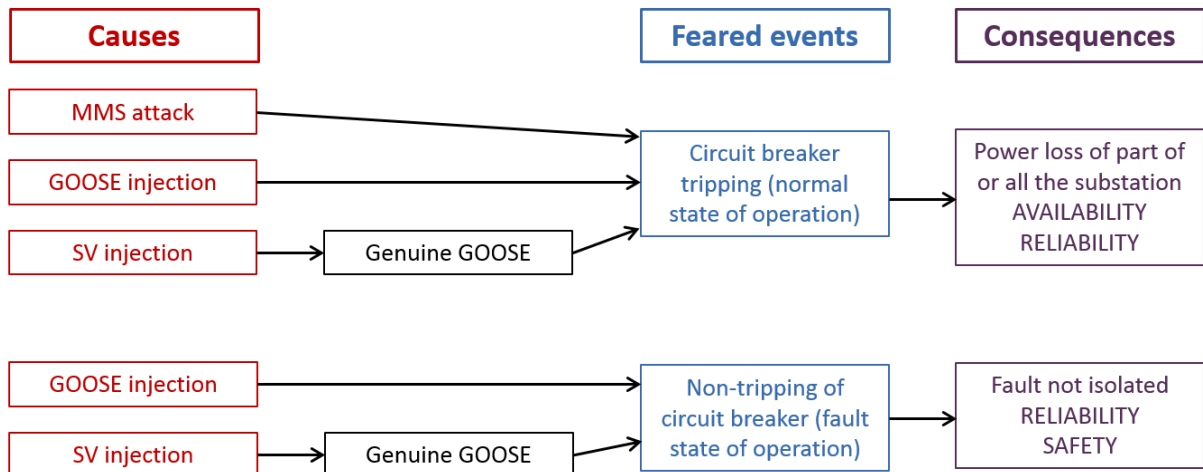 Causes
Feared events
Consequences
MMS attack
GOOSE injection
SV injection
Genuine GOOSE
Circuit breaker
tripping (normal
state of operation)
Power loss of part of
or all the substation
AVAILABILITY
RELIABILITY
GOOSE injection
SV injection
Genuine GOOSE
Non-tripping of
circuit breaker (fault
state of operation)
Fault not isolated
RELIABILITY
SAFETY